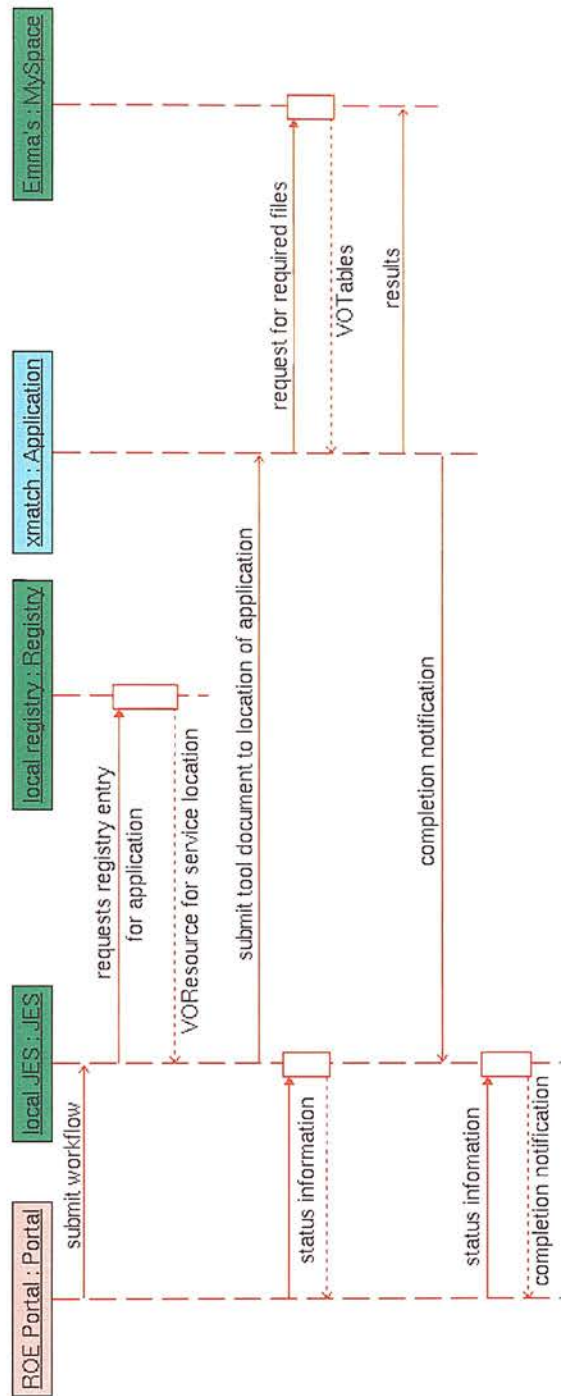 ROE Portal : Portal
local JES : JES
local registry : Registry
xmatch : Application
Emma's : MySpace
submit workflow
requests registry entry
for application
VOResource for service location
submit tool document to location of application
status information
request for required files
VOTables
results
completion notification
status infomation
completion notification